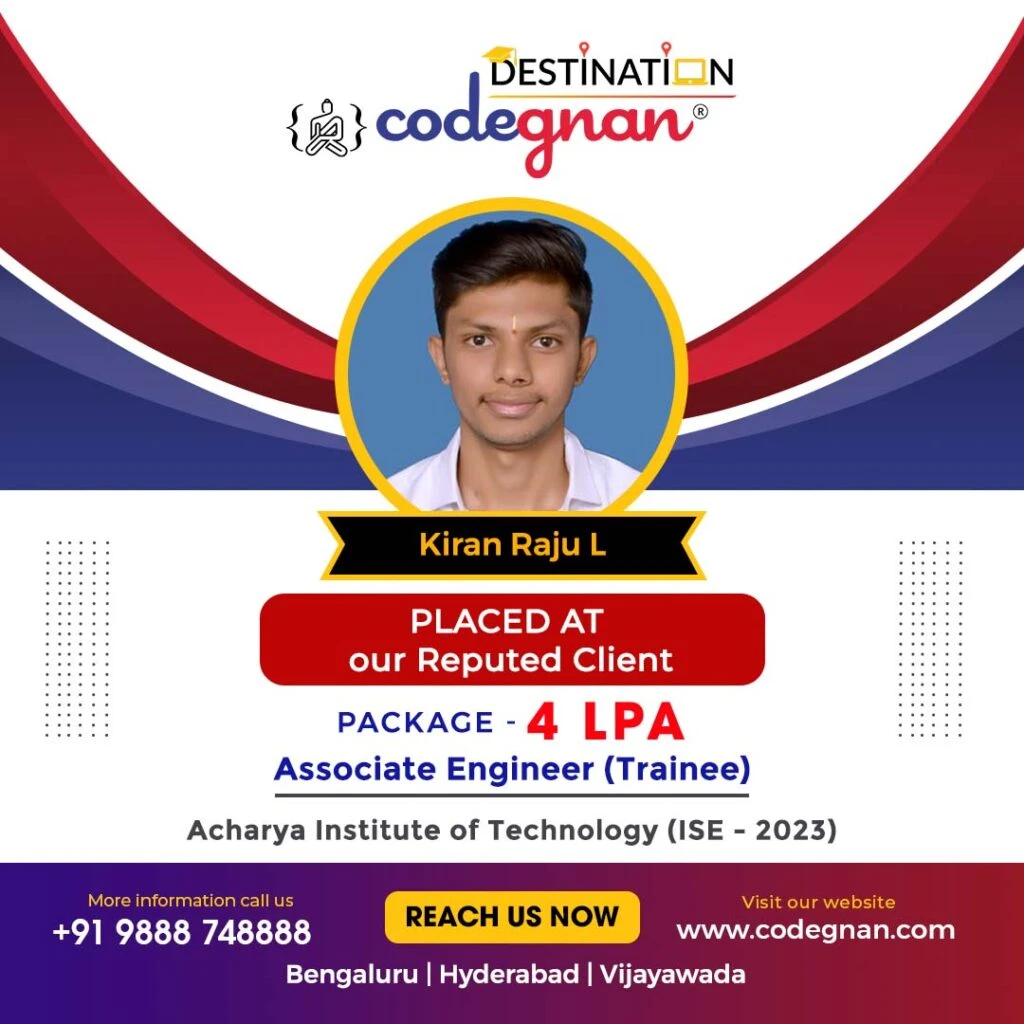 DESTINATION
codegnan®
Kiran Raju L
PLACED AT
our Reputed Client
PACKAGE - 4 LPA
Associate Engineer (Trainee)
Acharya Institute of Technology (ISE - 2023)
More information call us
+91 9888 748888
REACH US NOW
Visit our website
www.codegnan.com
Bengaluru | Hyderabad | Vijayawada